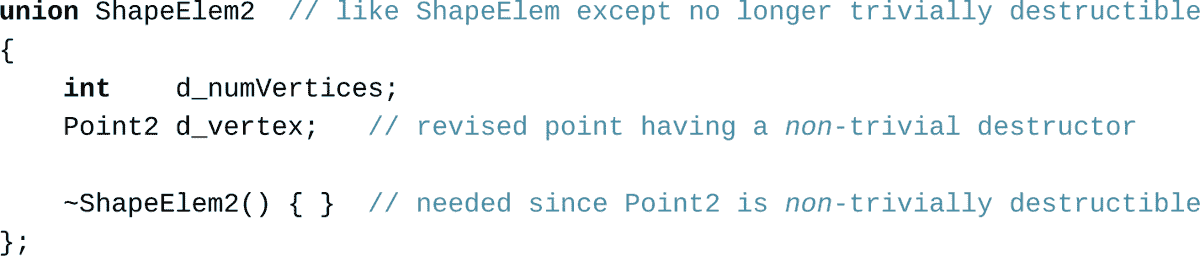 union ShapeElem2  // like ShapeElem except no longer trivially destructible
{
    int    d_numVertices;
    Point2 d_vertex;   // revised point having a non-trivial destructor

    ~ShapeElem2() { }  // needed since Point2 is non-trivially destructible
};